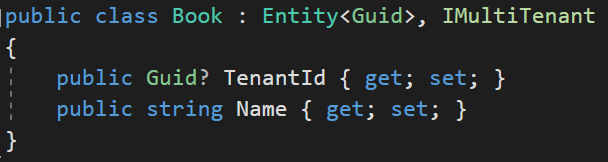 public class Book : Entity<Guid>, IMultiTenant
{
public Guid? TenantId { get; set; }
public string Name { get; set; }
}